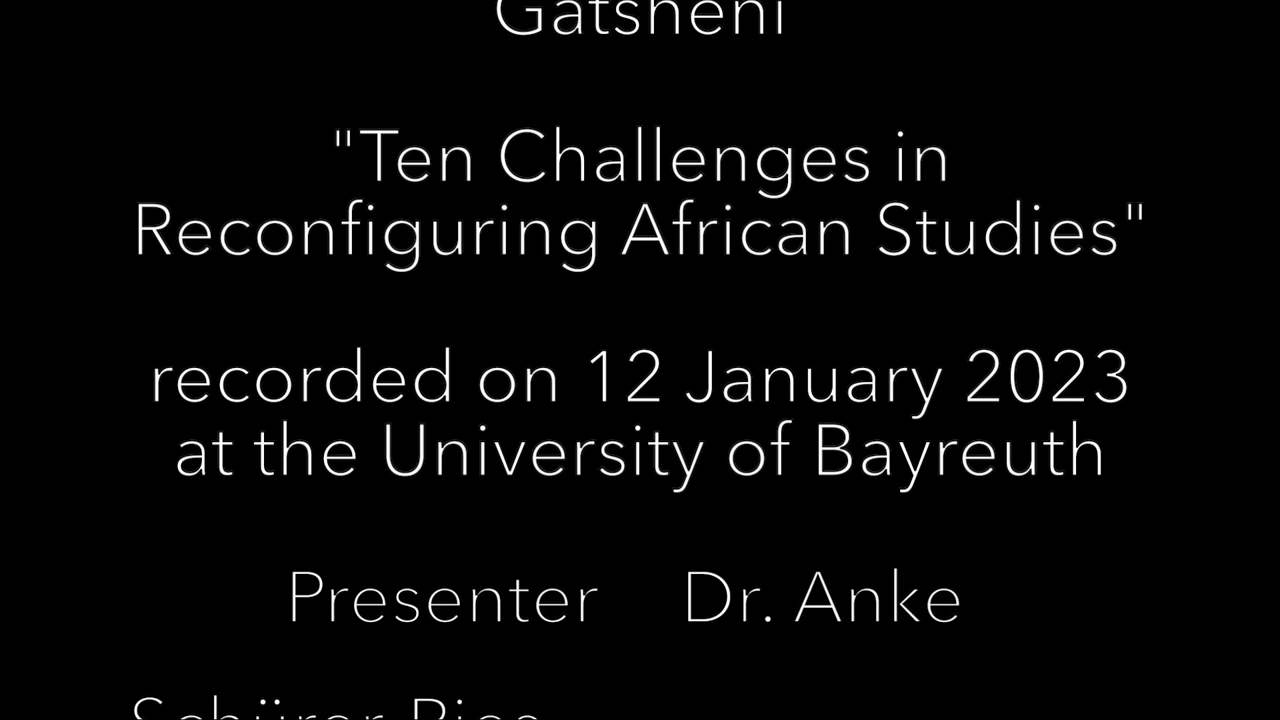 Gatsheni
"Ten Challenges in
Reconfiguring African Studies"
recorded on 12 January 2023
at the University of Bayreuth
Presenter Dr. Anke